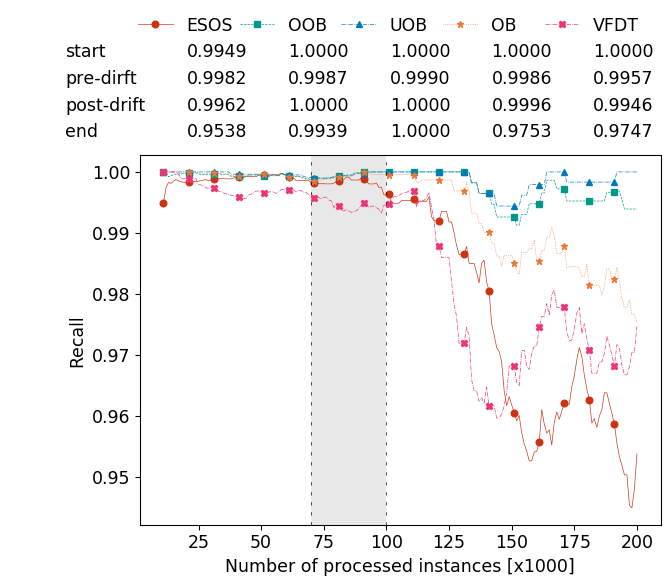 ESOS OOB UOB OB VFDT
start 0.9949 1.0000 1.0000 1.0000 1.0000
pre-dirft 0.9982 0.9987 0.9990 0.9986 0.9957
post-drift 0.9962 1.0000 1.0000 0.9996 0.9946
end 0.9538 0.9939 1.0000 0.9753 0.9747
1.00
0.99
0.98
0.97
0.96
0.95
Recall
25 50 75 100 125 150 175 200
Number of processed instances [x1000]